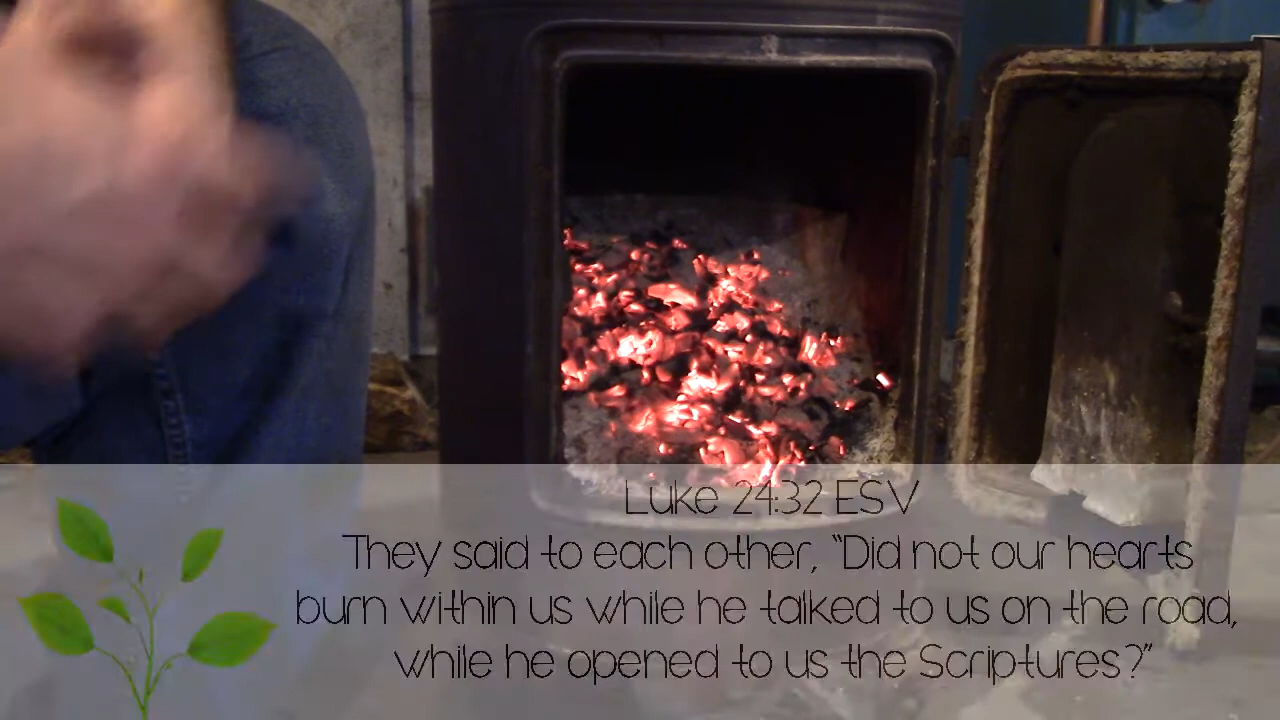 Luke 24:32 ESV
They said to each other, “Did not our hearts
burn within us while he talked to us on the road,
while he opened to us the Scriptures?”